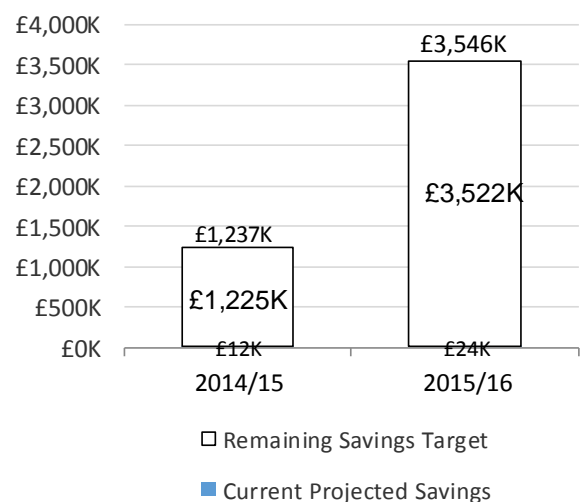 £4,000K
£3,500K
£3,000K
£2,500K
£2,000K
£1,500K
£1,000K
£500K
£0K
£1,237K
£1,225K
£12K
£3,546K
£3,522K
£24K
2014/15
2015/16
Remaining Savings Target
Current Projected Savings